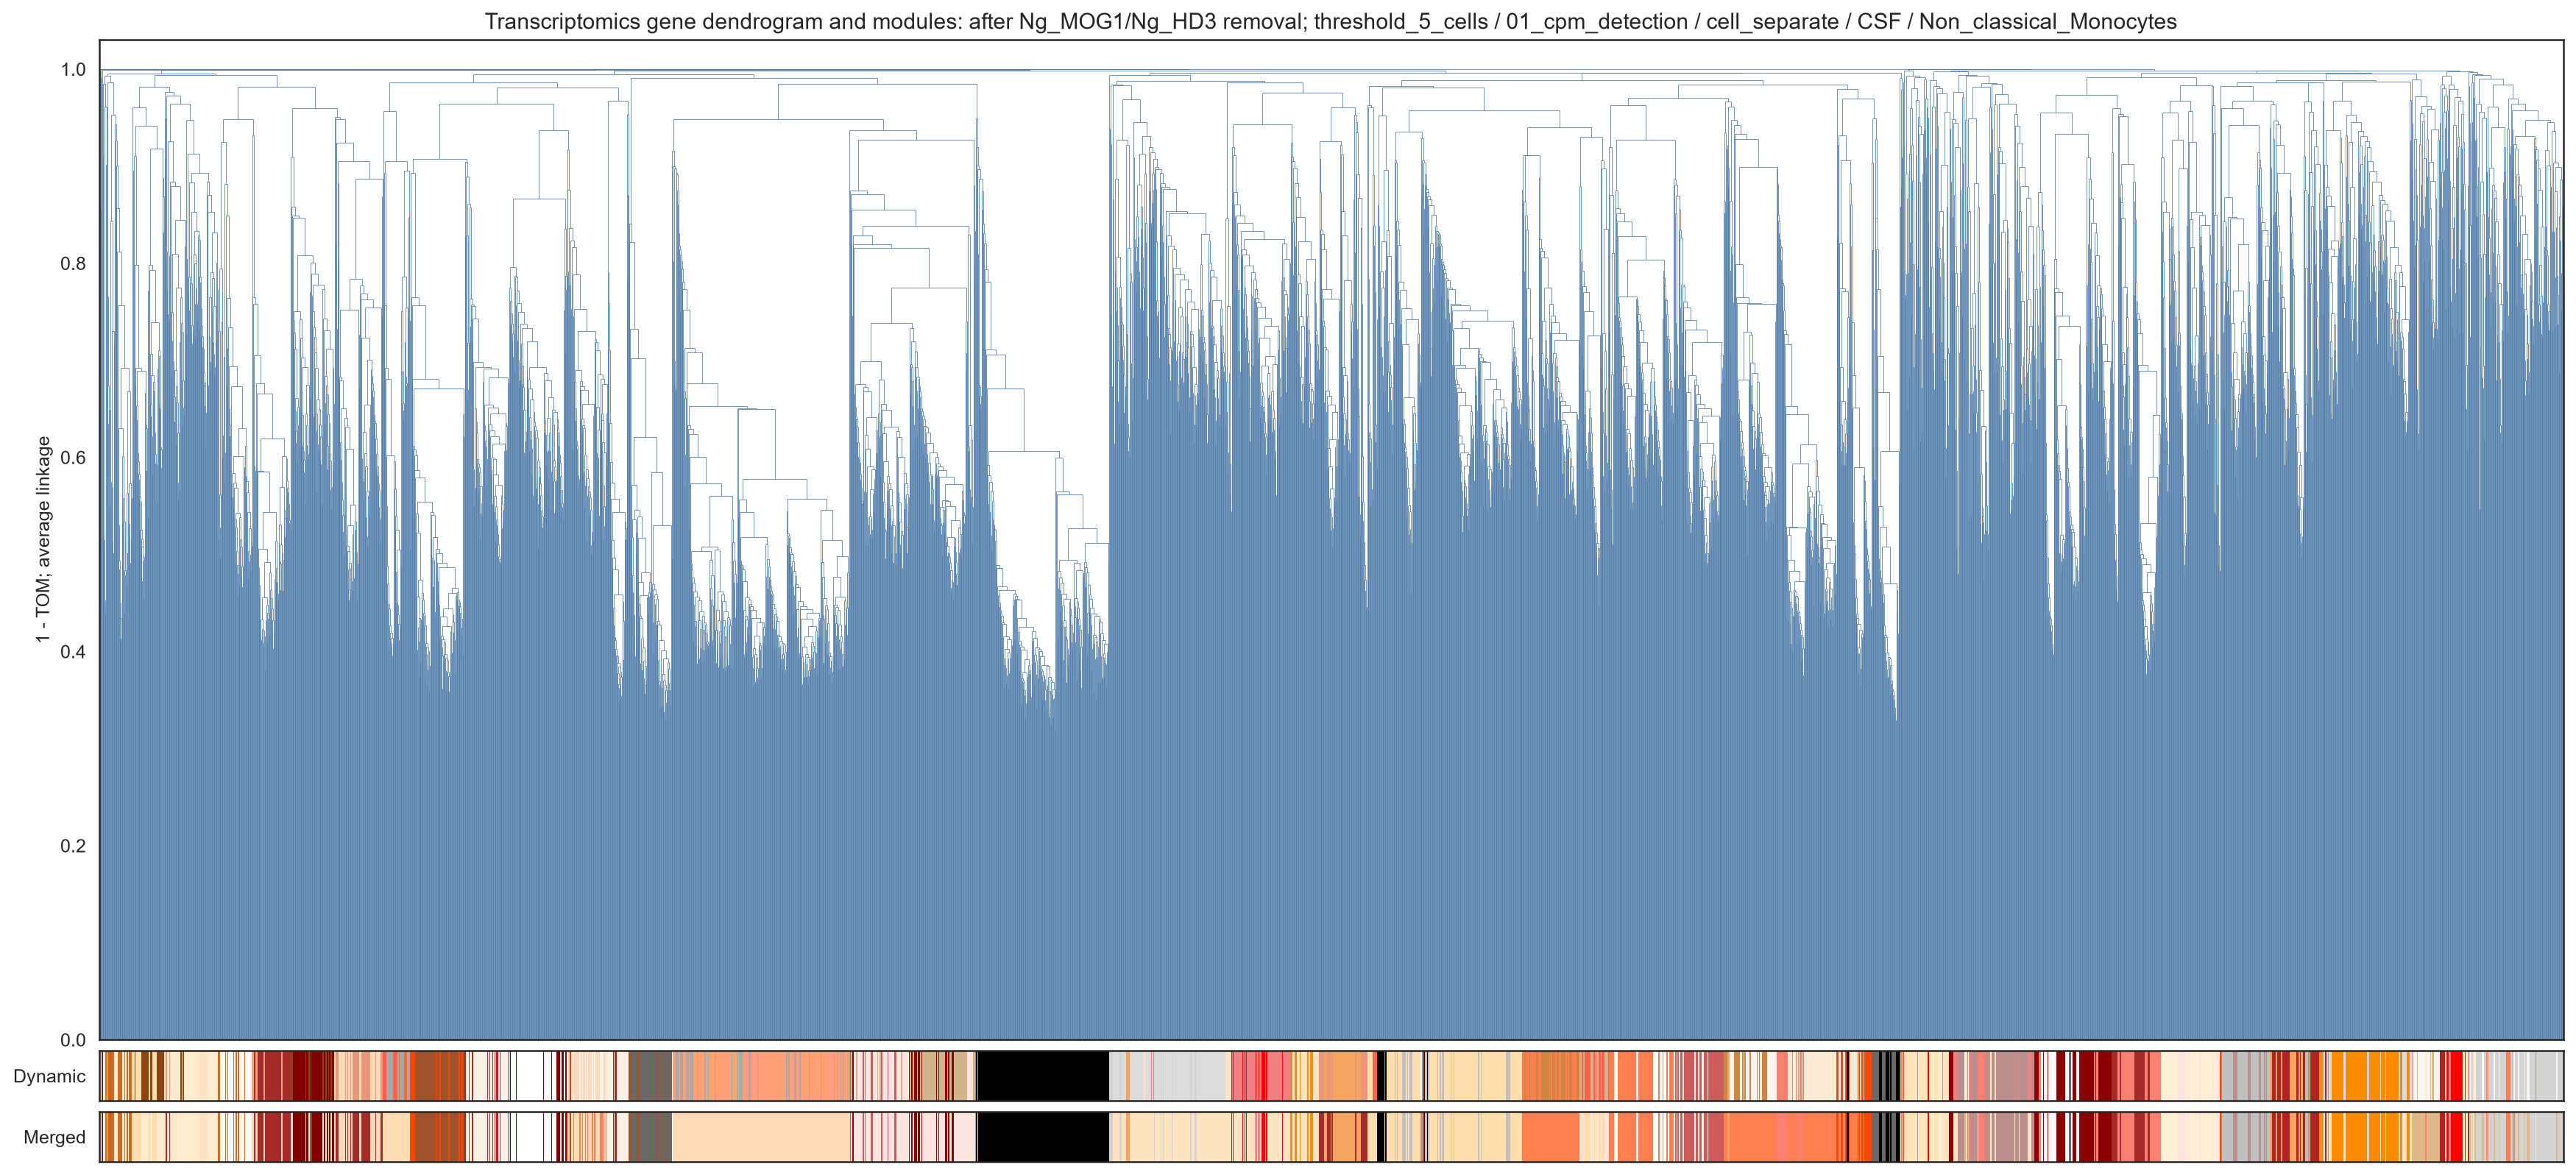 Transcriptomics gene dendrogram and modules: after Ng_MOG1/Ng_HD3 removal; threshold_5_cells / 01_cpm_detection / cell_separate / CSF / Non_classical_Monocytes
1.0
0.8
0.6
0.4
0.2
0.0
1 - TOM; average linkage
Dynamic
Merged